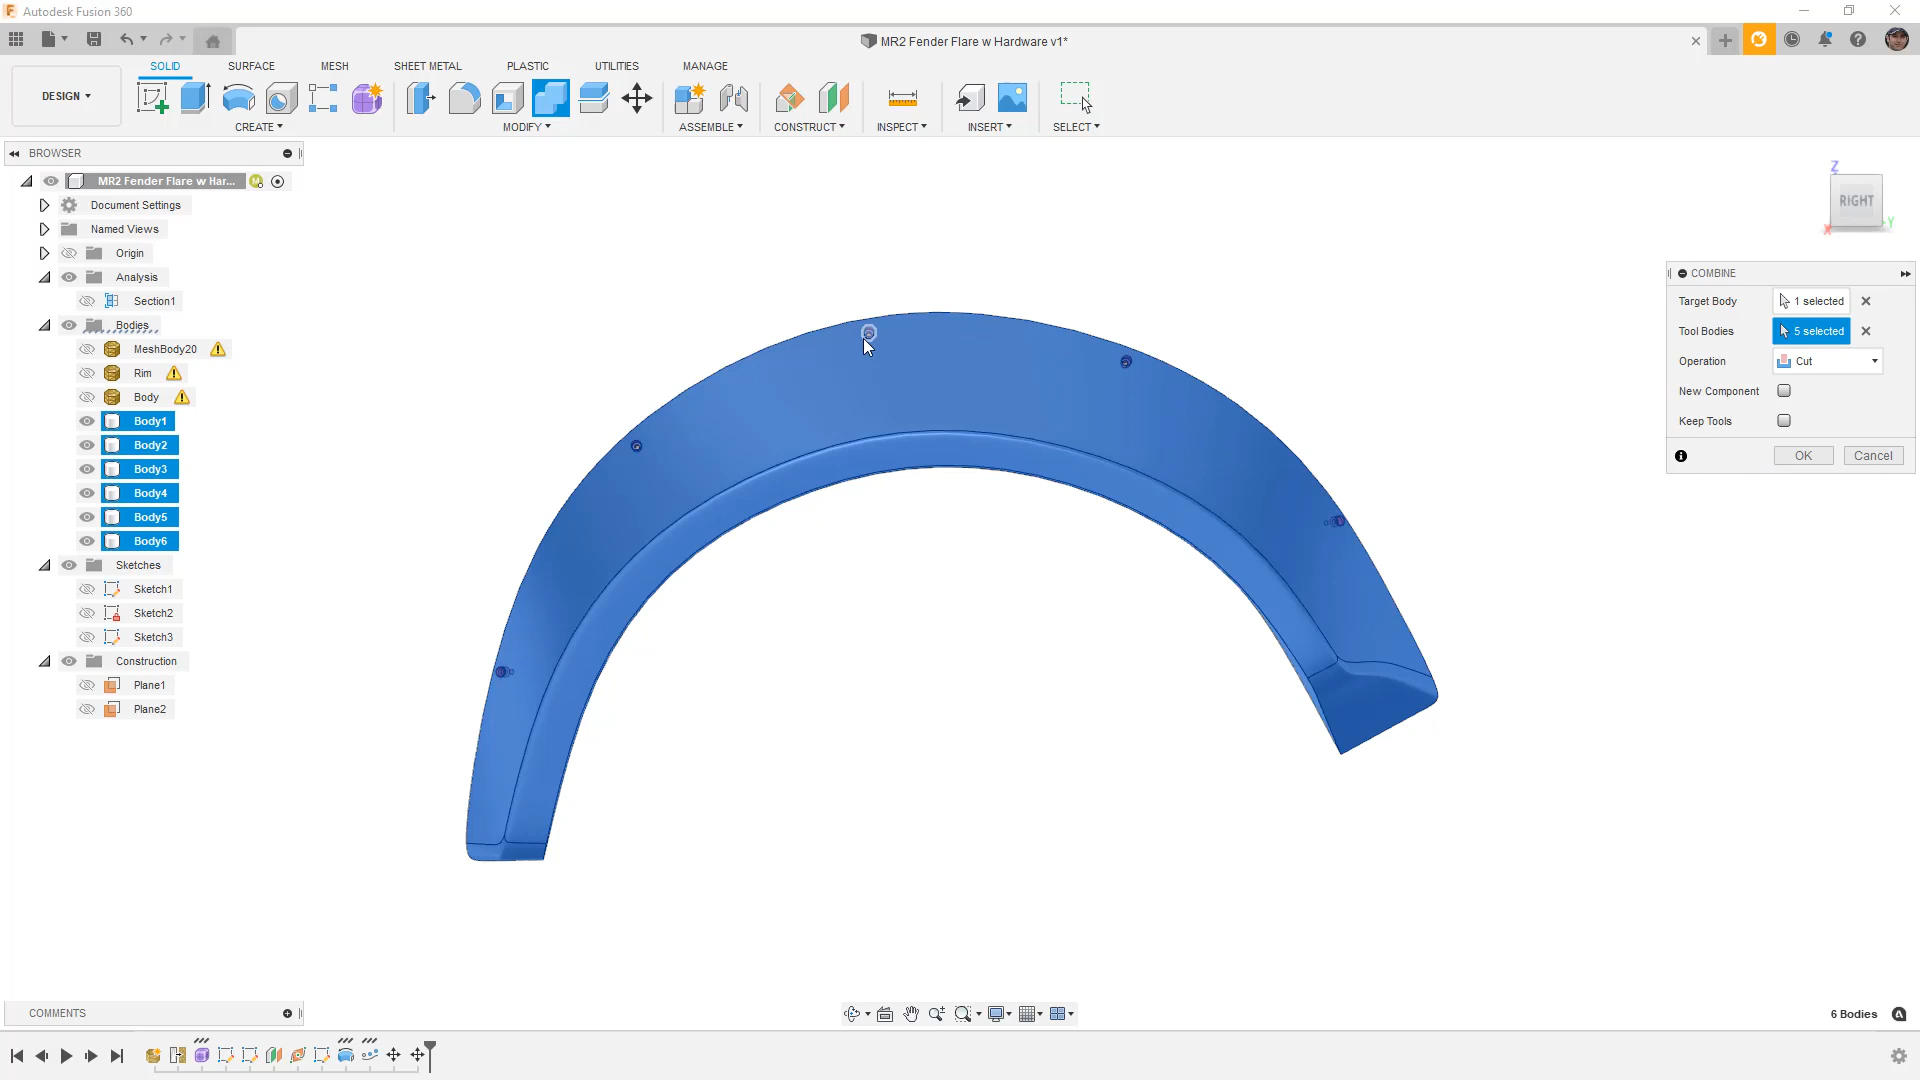 Autodesk Fusion 360
MR2 Fender Flare w Hardware v1*
SOLID
SURFACE
MESH
SHEET METAL
PLASTIC
UTILITIES
MANAGE
DESIGN
CREATE
MODIFY
ASSEMBLE
CONSTRUCT
INSPECT
INSERT
SELECT
BROWSER
MR2 Fender Flare w Har...
Document Settings
Named Views
Origin
Analysis
Section1
Bodies
MeshBody20
Rim
Body
Body1
Body2
Body3
Body4
Body5
Body6
Sketches
Sketch1
Sketch2
Sketch3
Construction
Plane1
Plane2
Z
RIGHT
Y
X
COMBINE
Target Body 1 selected
Tool Bodies 5 selected
Operation Cut
New Component
Keep Tools
OK Cancel
COMMENTS
6 Bodies